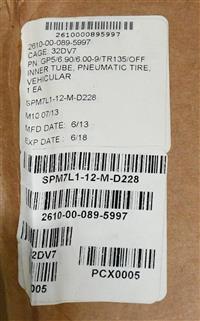 2610000895997
2610-00-089-5997
CAGE: 32DV7
PN: GP5/6.90/6.00-9/TR135/OFF
INNER TUBE, PNEUMATIC TIRE,
VEHICULAR
1 EA
SPM7L1-12-M-D228
M10 07/13
MFD DATE: 6/13
EXP DATE: 6/18
SPM7L1-12-M-D228
2610-00-089-5997
32DV7
PCX0005
005